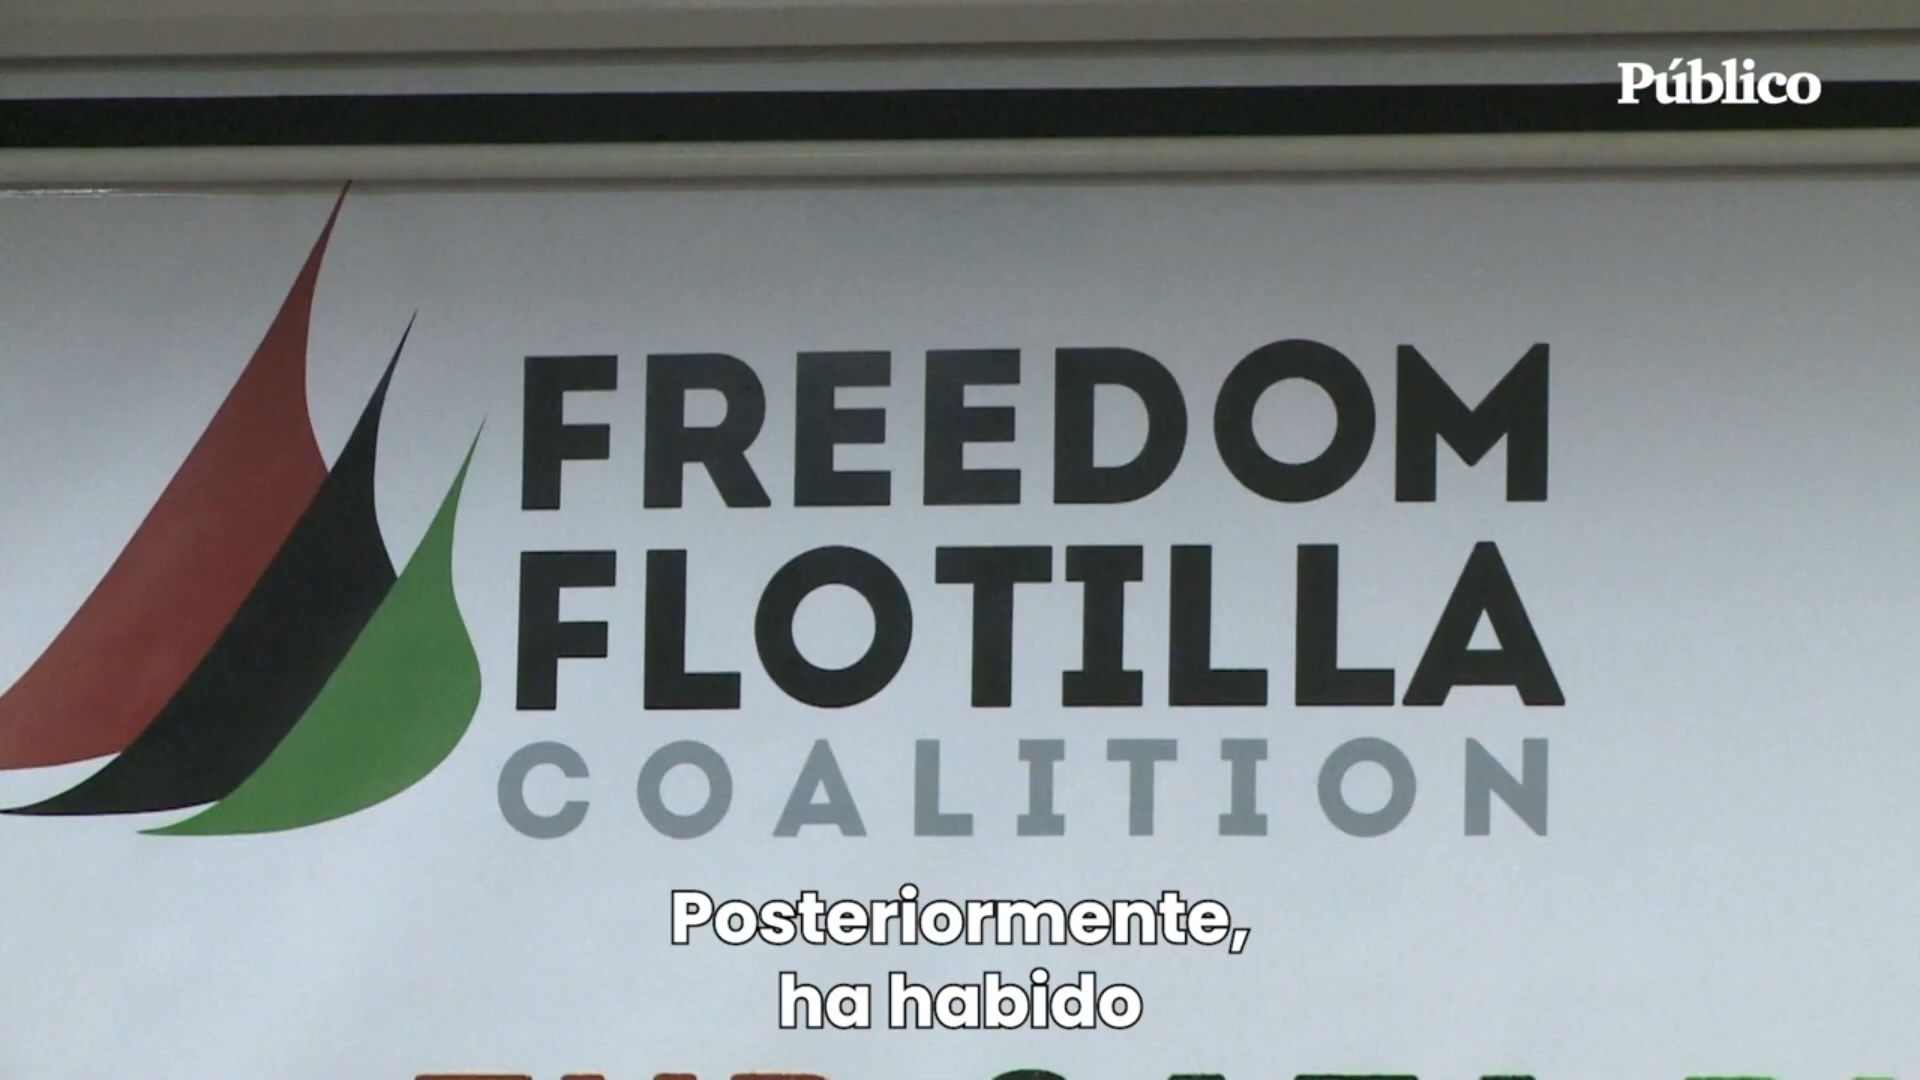 Público
FREEDOM
FLOTILLA
COALITION
Posteriormente,
ha habido